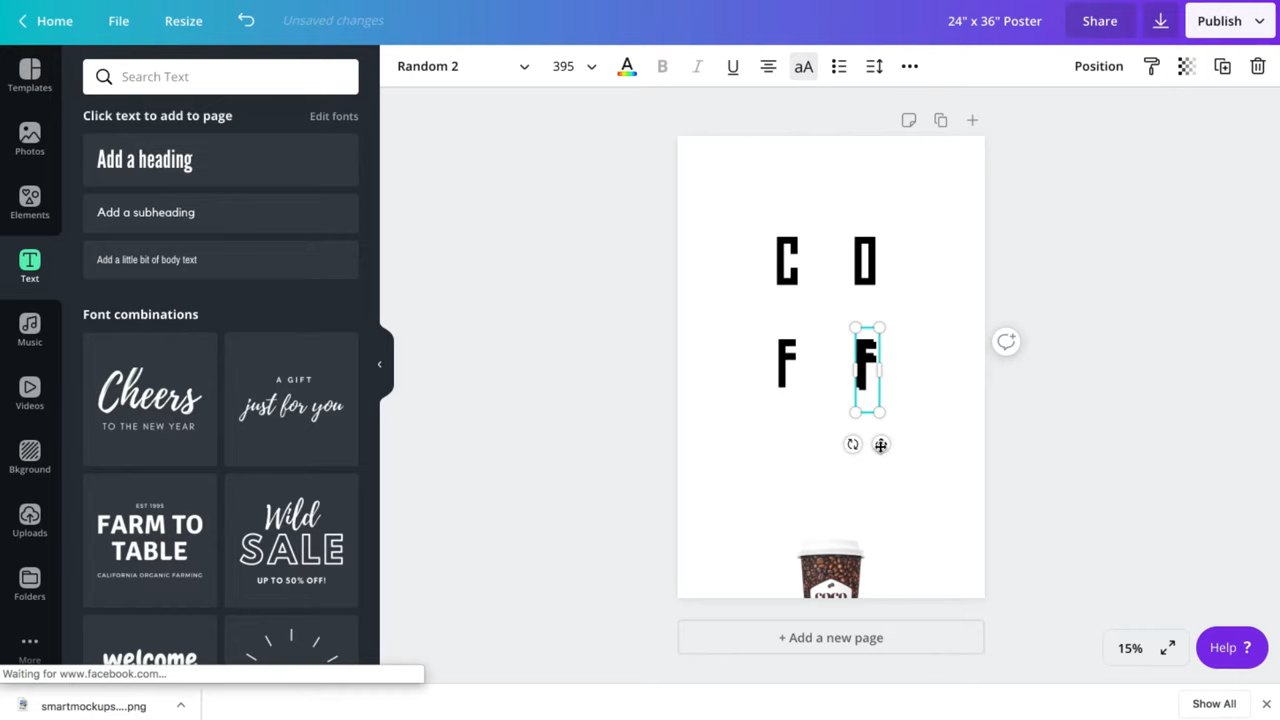 Home
File
Resize
Unsaved changes
24" x 36" Poster
Share
Publish
Templates
Photos
Elements
Text
Music
Videos
Bkground
Uploads
Folders
More
Search Text
Click text to add to page
Edit fonts
Add a heading
Add a subheading
Add a little bit of body text
Font combinations
Cheers
TO THE NEW YEAR
A GIFT
just for you
EST 1995
FARM TO
TABLE
CALIFORNIA ORGANIC FARMING
Wild
SALE
UP TO 50% OFF!
welcome
Random 2
395
A
B
I
U
aA
Position
C O
F F
COCO
+ Add a new page
15%
Help ?
Waiting for www.facebook.com...
smartmockups....png
Show All